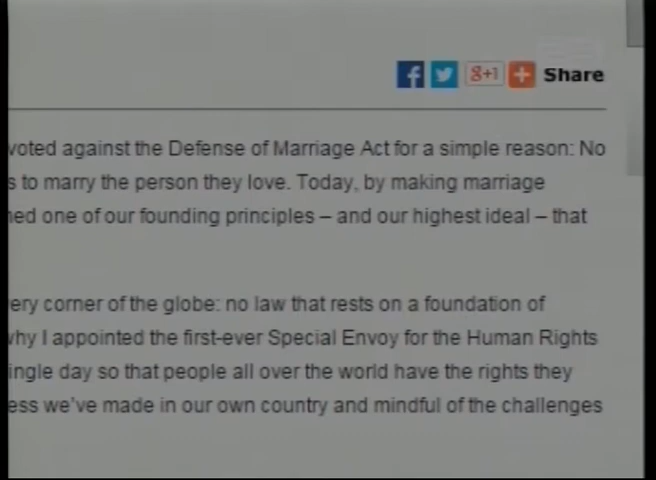 f 8+1 + Share
voted against the Defense of Marriage Act for a simple reason: No
s to marry the person they love. Today, by making marriage
ned one of our founding principles – and our highest ideal – that
ery corner of the globe: no law that rests on a foundation of
why I appointed the first-ever Special Envoy for the Human Rights
ingle day so that people all over the world have the rights they
ess we've made in our own country and mindful of the challenges